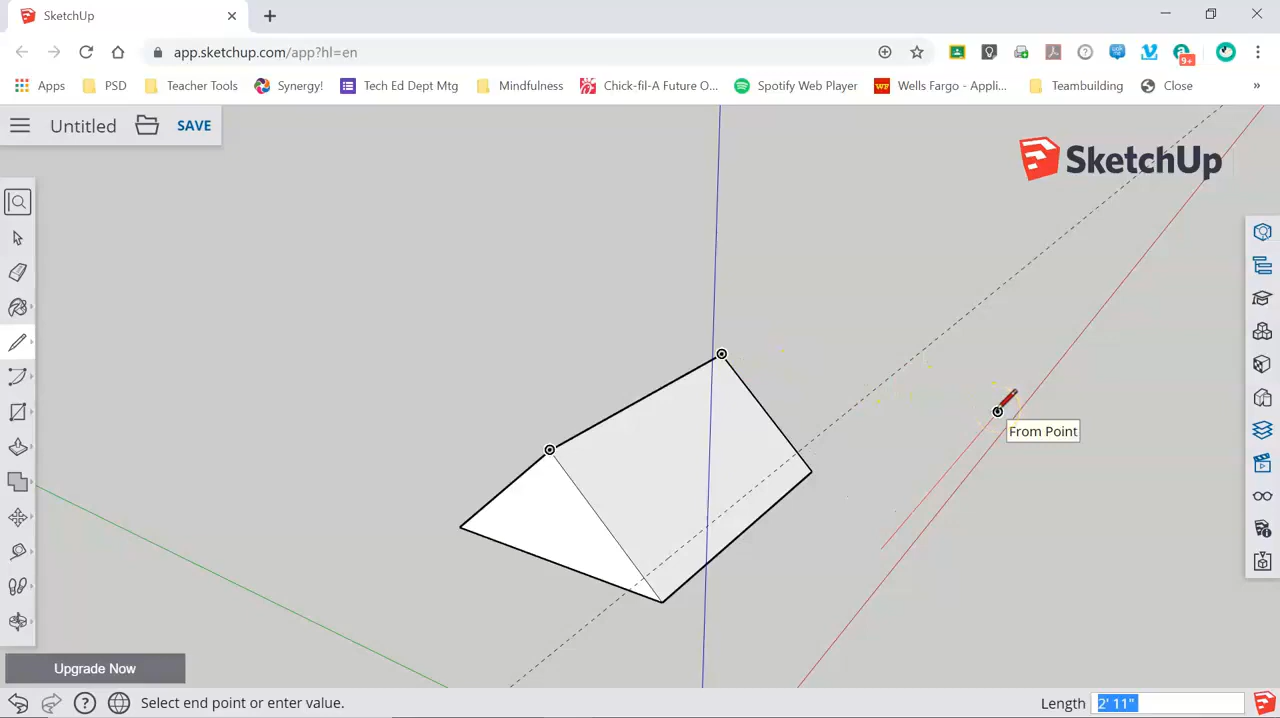 SketchUp
app.sketchup.com/app?hl=en
9+
Apps PSD Teacher Tools Synergy! Tech Ed Dept Mtg Mindfulness Chick-fil-A Future O... Spotify Web Player Wells Fargo - Appli... Teambuilding Close »
Untitled SAVE
SketchUp
From Point
Upgrade Now
Select end point or enter value. Length 2' 11"